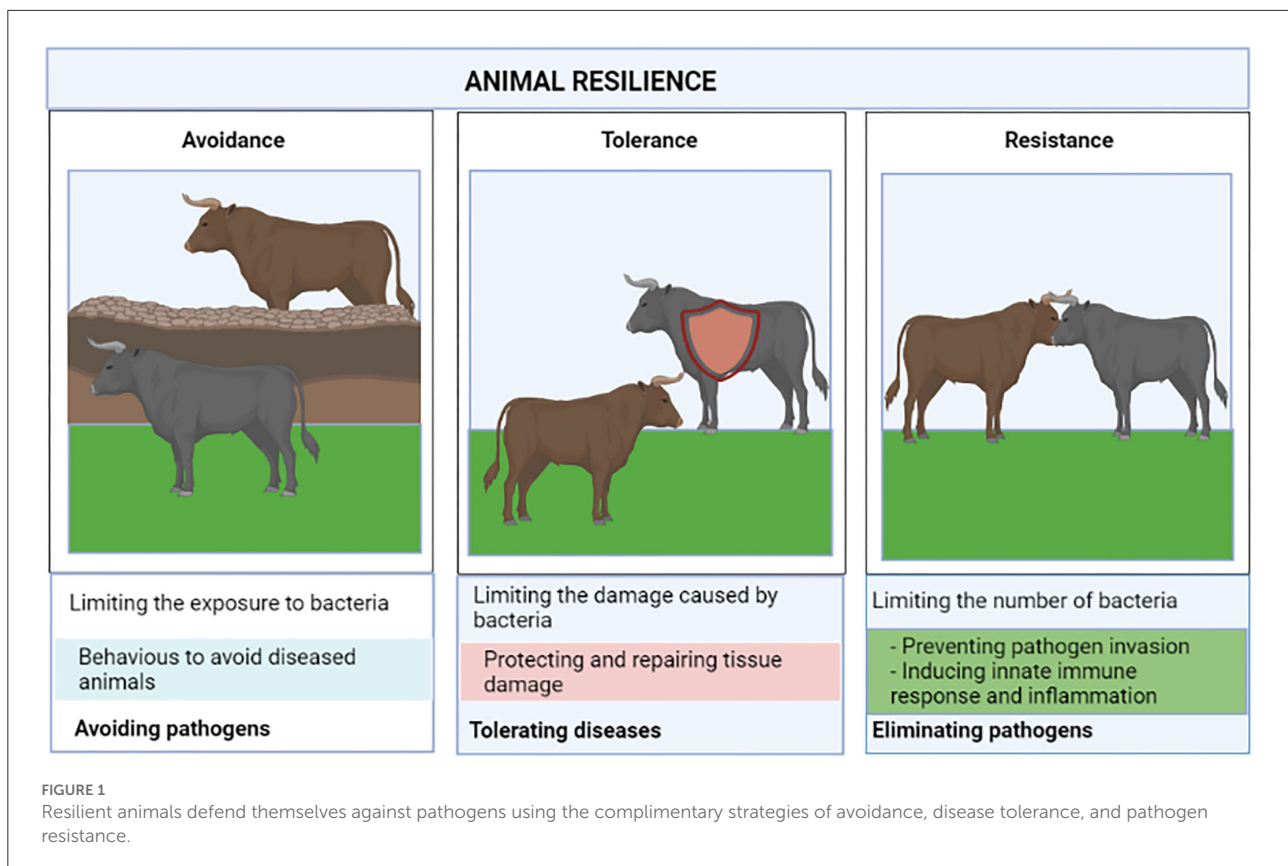 ANIMAL RESILIENCE
Avoidance
Limiting the exposure to bacteria
Behavious to avoid diseased
animals
Avoiding pathogens
Tolerance
Limiting the damage caused by
bacteria
Protecting and repairing tissue
damage
Tolerating diseases
Resistance
Limiting the number of bacteria
- Preventing pathogen invasion
- Inducing innate immune
response and inflammation
Eliminating pathogens
FIGURE 1
Resilient animals defend themselves against pathogens using the complimentary strategies of avoidance, disease tolerance, and pathogen
resistance.